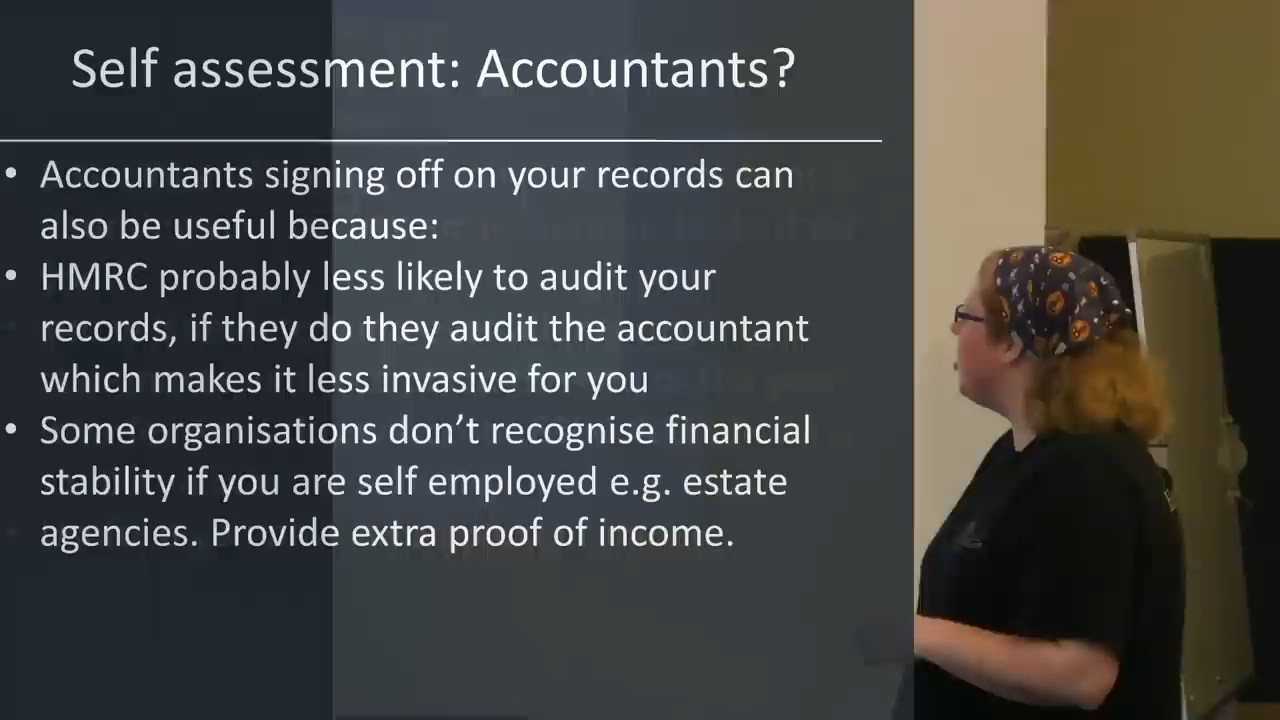 Self assessment: Accountants?
• Accountants signing off on your records can
also be useful because:
• HMRC probably less likely to audit your
records, if they do they audit the accountant
which makes it less invasive for you
• Some organisations don’t recognise financial
stability if you are self employed e.g. estate
agencies. Provide extra proof of income.